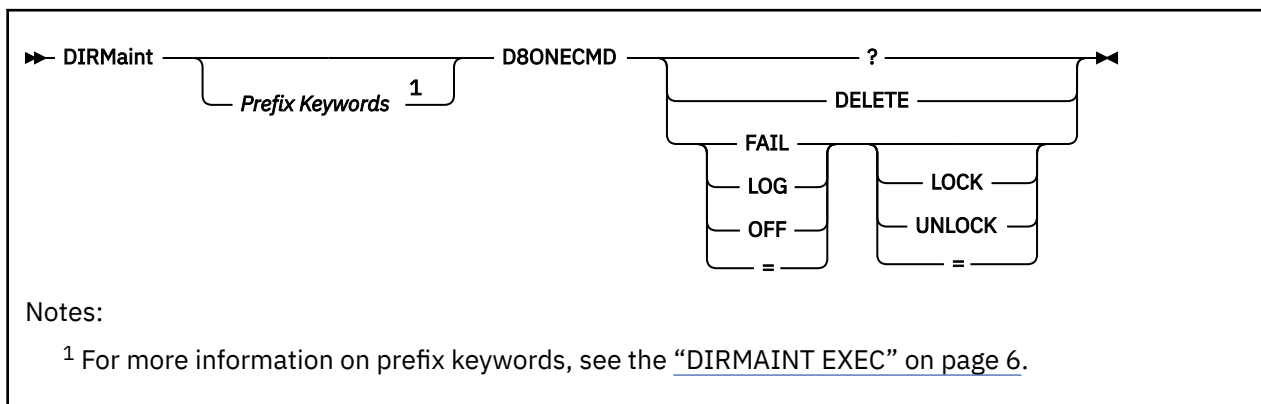 DIRMaint Prefix Keywords 1 D8ONECMD ?
DELETE
FAIL
LOG
OFF
=
LOCK
UNLOCK
=
Notes:
1 For more information on prefix keywords, see the “DIRMAINT EXEC” on page 6.